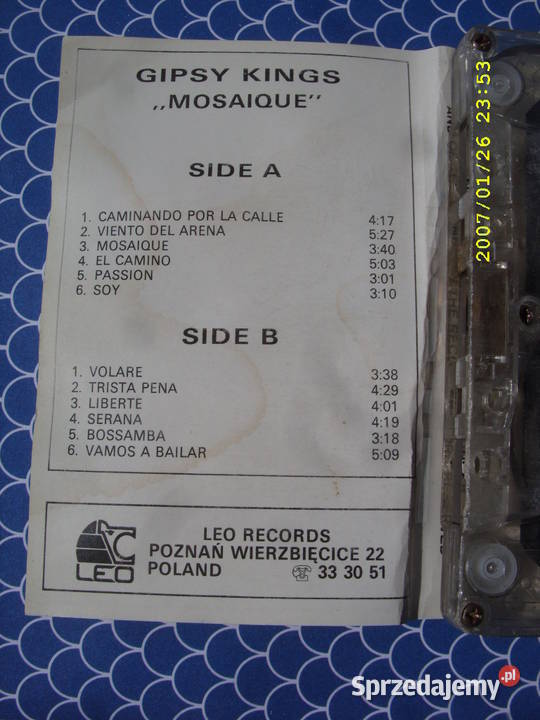 GIPSY KINGS
,,MOSAIQUE"
SIDE A
1. CAMINANDO POR LA CALLE 4:17
2. VIENTO DEL ARENA 5:27
3. MOSAIQUE 3:40
4. EL CAMINO 5:03
5. PASSION 3:01
6. SOY 3:10
SIDE B
1. VOLARE 3:38
2. TRISTA PENA 4:29
3. LIBERTE 4:01
4. SERANA 4:19
5. BOSSAMBA 3:18
6. VAMOS A BAILAR 5:09
LEO
LEO RECORDS
POZNAŃ WIERZBIĘCICE 22
POLAND ☏ 33 30 51
2007/01/26 23:53
Sprzedajemy.pl